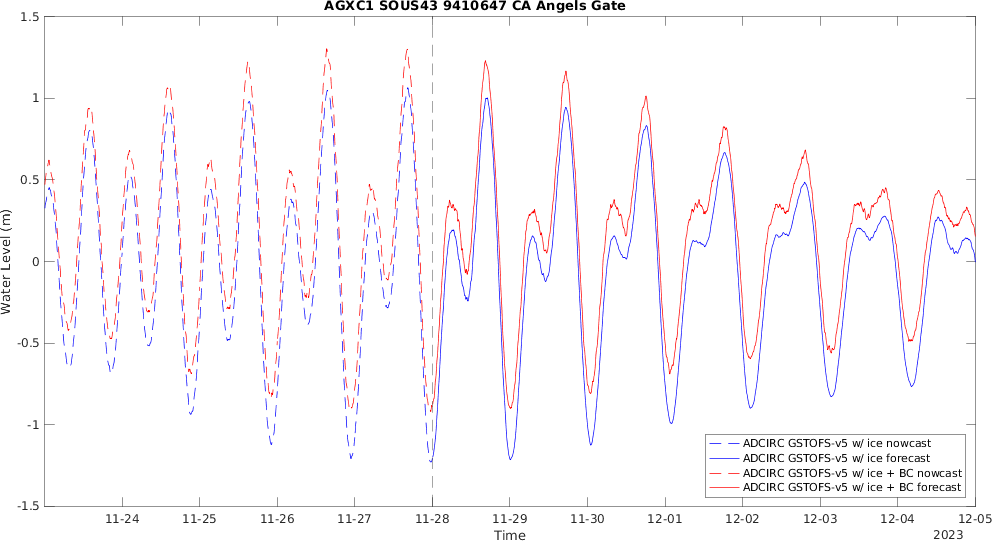 AGXC1 SOUS43 9410647 CA Angels Gate
1.5
1
0.5
0
-0.5
-1
-1.5
Water Level (m)
11-24 11-25 11-26 11-27 11-28 11-29 11-30 12-01 12-02 12-03 12-04 12-05
Time
2023
ADCIRC GSTOFS-v5 w/ ice nowcast
ADCIRC GSTOFS-v5 w/ ice forecast
ADCIRC GSTOFS-v5 w/ ice + BC nowcast
ADCIRC GSTOFS-v5 w/ ice + BC forecast